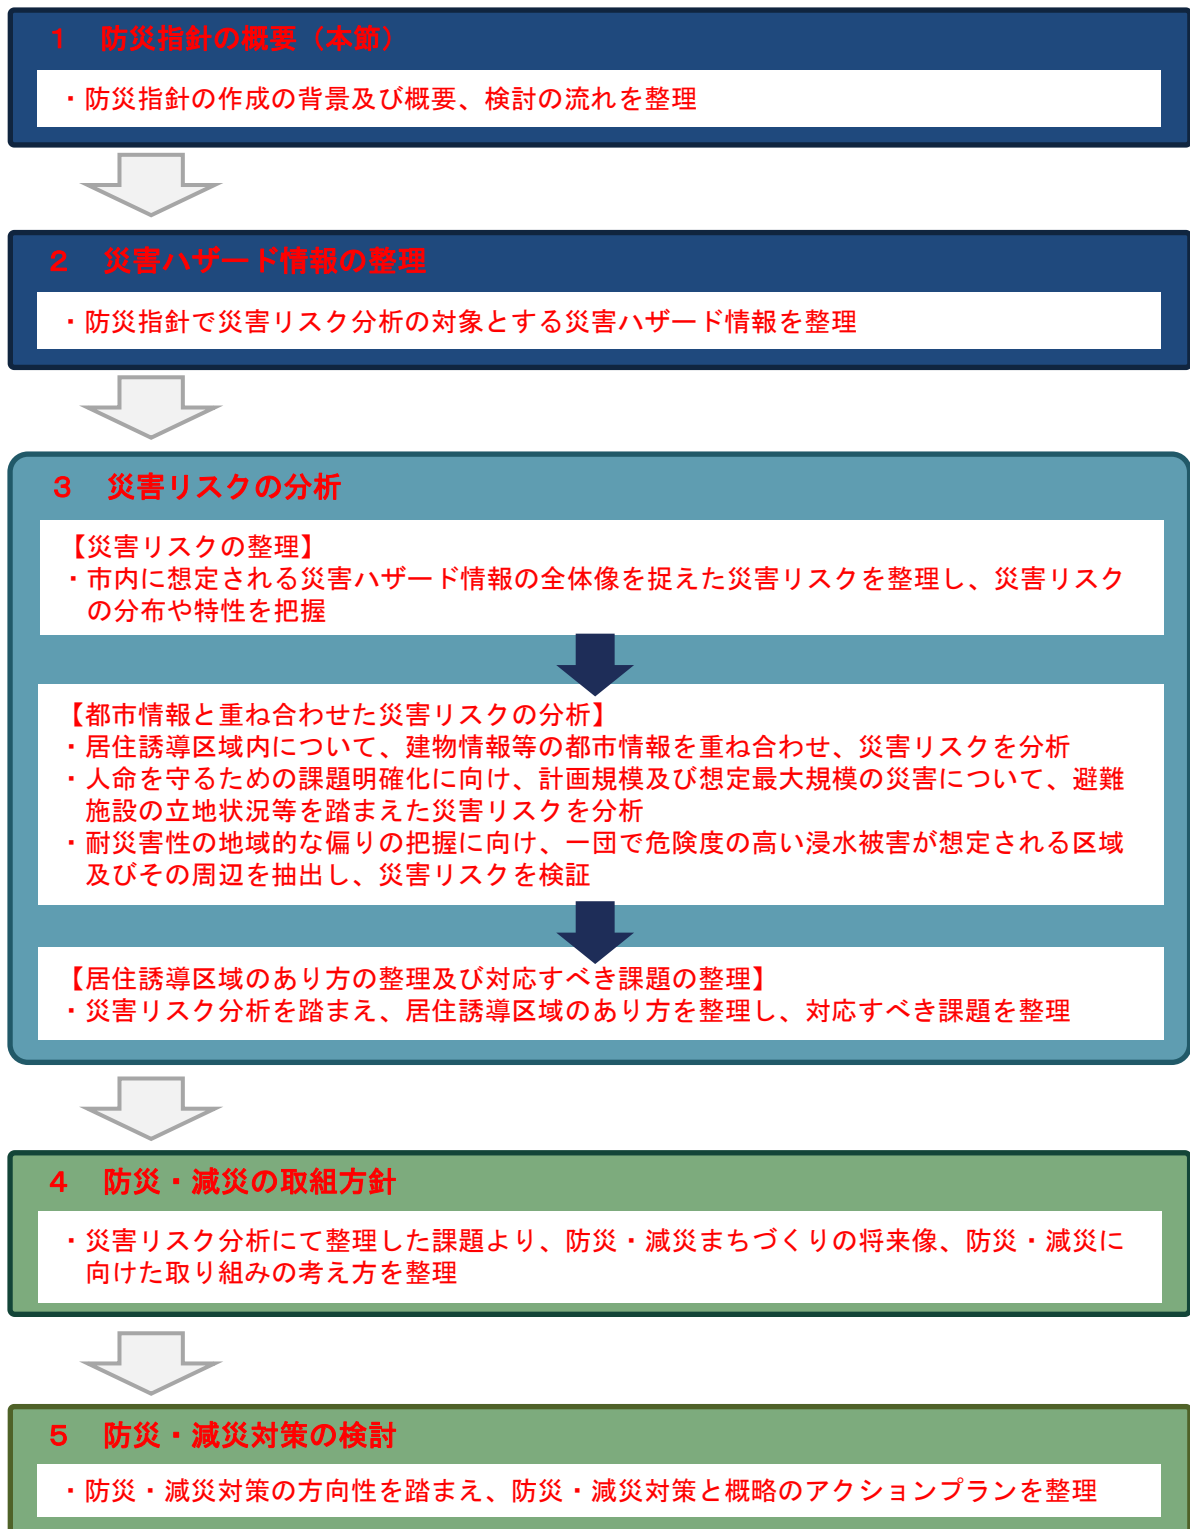 １　防災指針の概要（本節）
・防災指針の作成の背景及び概要、検討の流れを整理
２　災害ハザード情報の整理
・防災指針で災害リスク分析の対象とする災害ハザード情報を整理
３　災害リスクの分析
【災害リスクの整理】
・市内に想定される災害ハザード情報の全体像を捉えた災害リスクを整理し、災害リスク
の分布や特性を把握
【都市情報と重ね合わせた災害リスクの分析】
・居住誘導区域内について、建物情報等の都市情報を重ね合わせ、災害リスクを分析
・人命を守るための課題明確化に向け、計画規模及び想定最大規模の災害について、避難
施設の立地状況等を踏まえた災害リスクを分析
・耐災害性の地域的な偏りの把握に向け、一団で危険度の高い浸水被害が想定される区域
及びその周辺を抽出し、災害リスクを検証
【居住誘導区域のあり方の整理及び対応すべき課題の整理】
・災害リスク分析を踏まえ、居住誘導区域のあり方を整理し、対応すべき課題を整理
４　防災・減災の取組方針
・災害リスク分析にて整理した課題より、防災・減災まちづくりの将来像、防災・減災に
向けた取り組みの考え方を整理
５　防災・減災対策の検討
・防災・減災対策の方向性を踏まえ、防災・減災対策と概略のアクションプランを整理